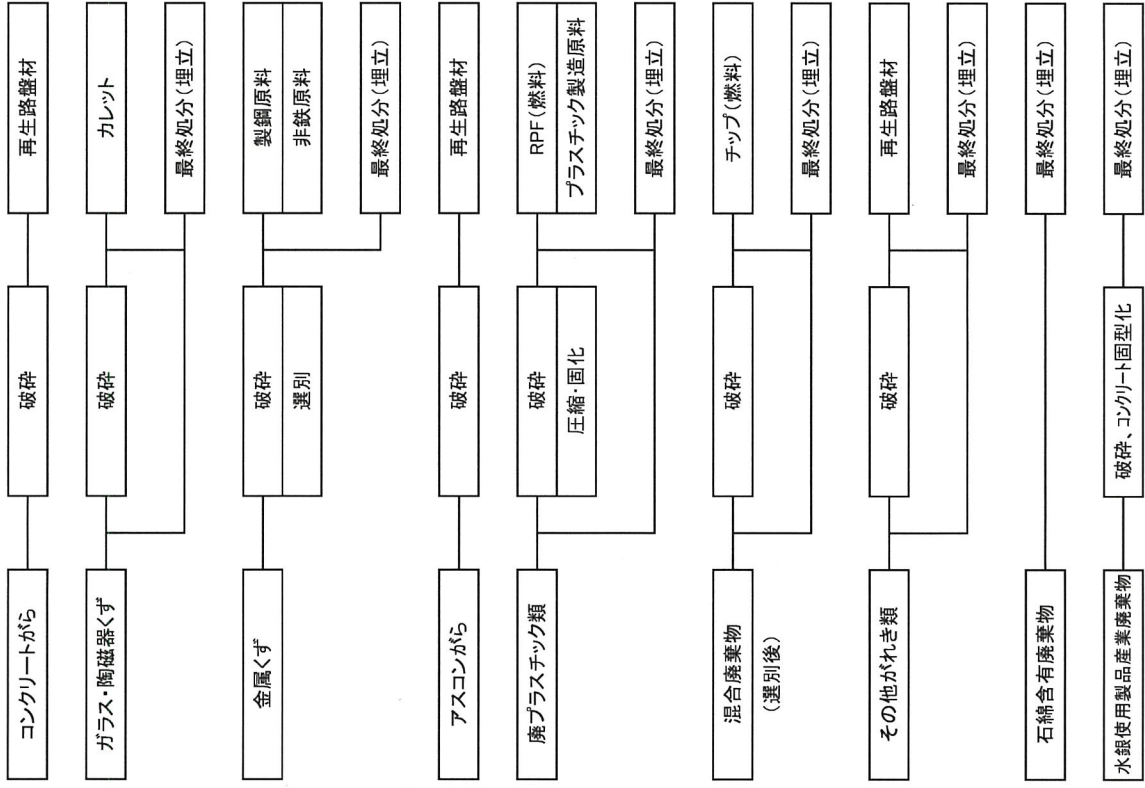 コンクリートがら
破砕
再生路盤材
ガラス・陶磁器くず
破砕
カレット
最終処分(埋立)
金属くず
破砕
選別
製鋼原料
非鉄原料
最終処分(埋立)
アスコンがら
破砕
再生路盤材
廃プラスチック類
破砕
圧縮・固化
RPF(燃料)
プラスチック製造原料
最終処分(埋立)
混合廃棄物
(選別後)
破砕
チップ(燃料)
最終処分(埋立)
その他がれき類
破砕
再生路盤材
最終処分(埋立)
石綿含有廃棄物
最終処分(埋立)
水銀使用製品産業廃棄物
破砕、コンクリート固型化
最終処分(埋立)